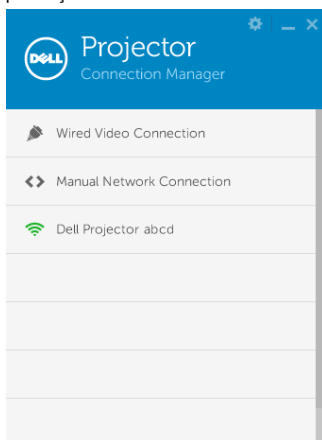 DELL
Projector
Connection Manager
Wired Video Connection
Manual Network Connection
Dell Projector abcd